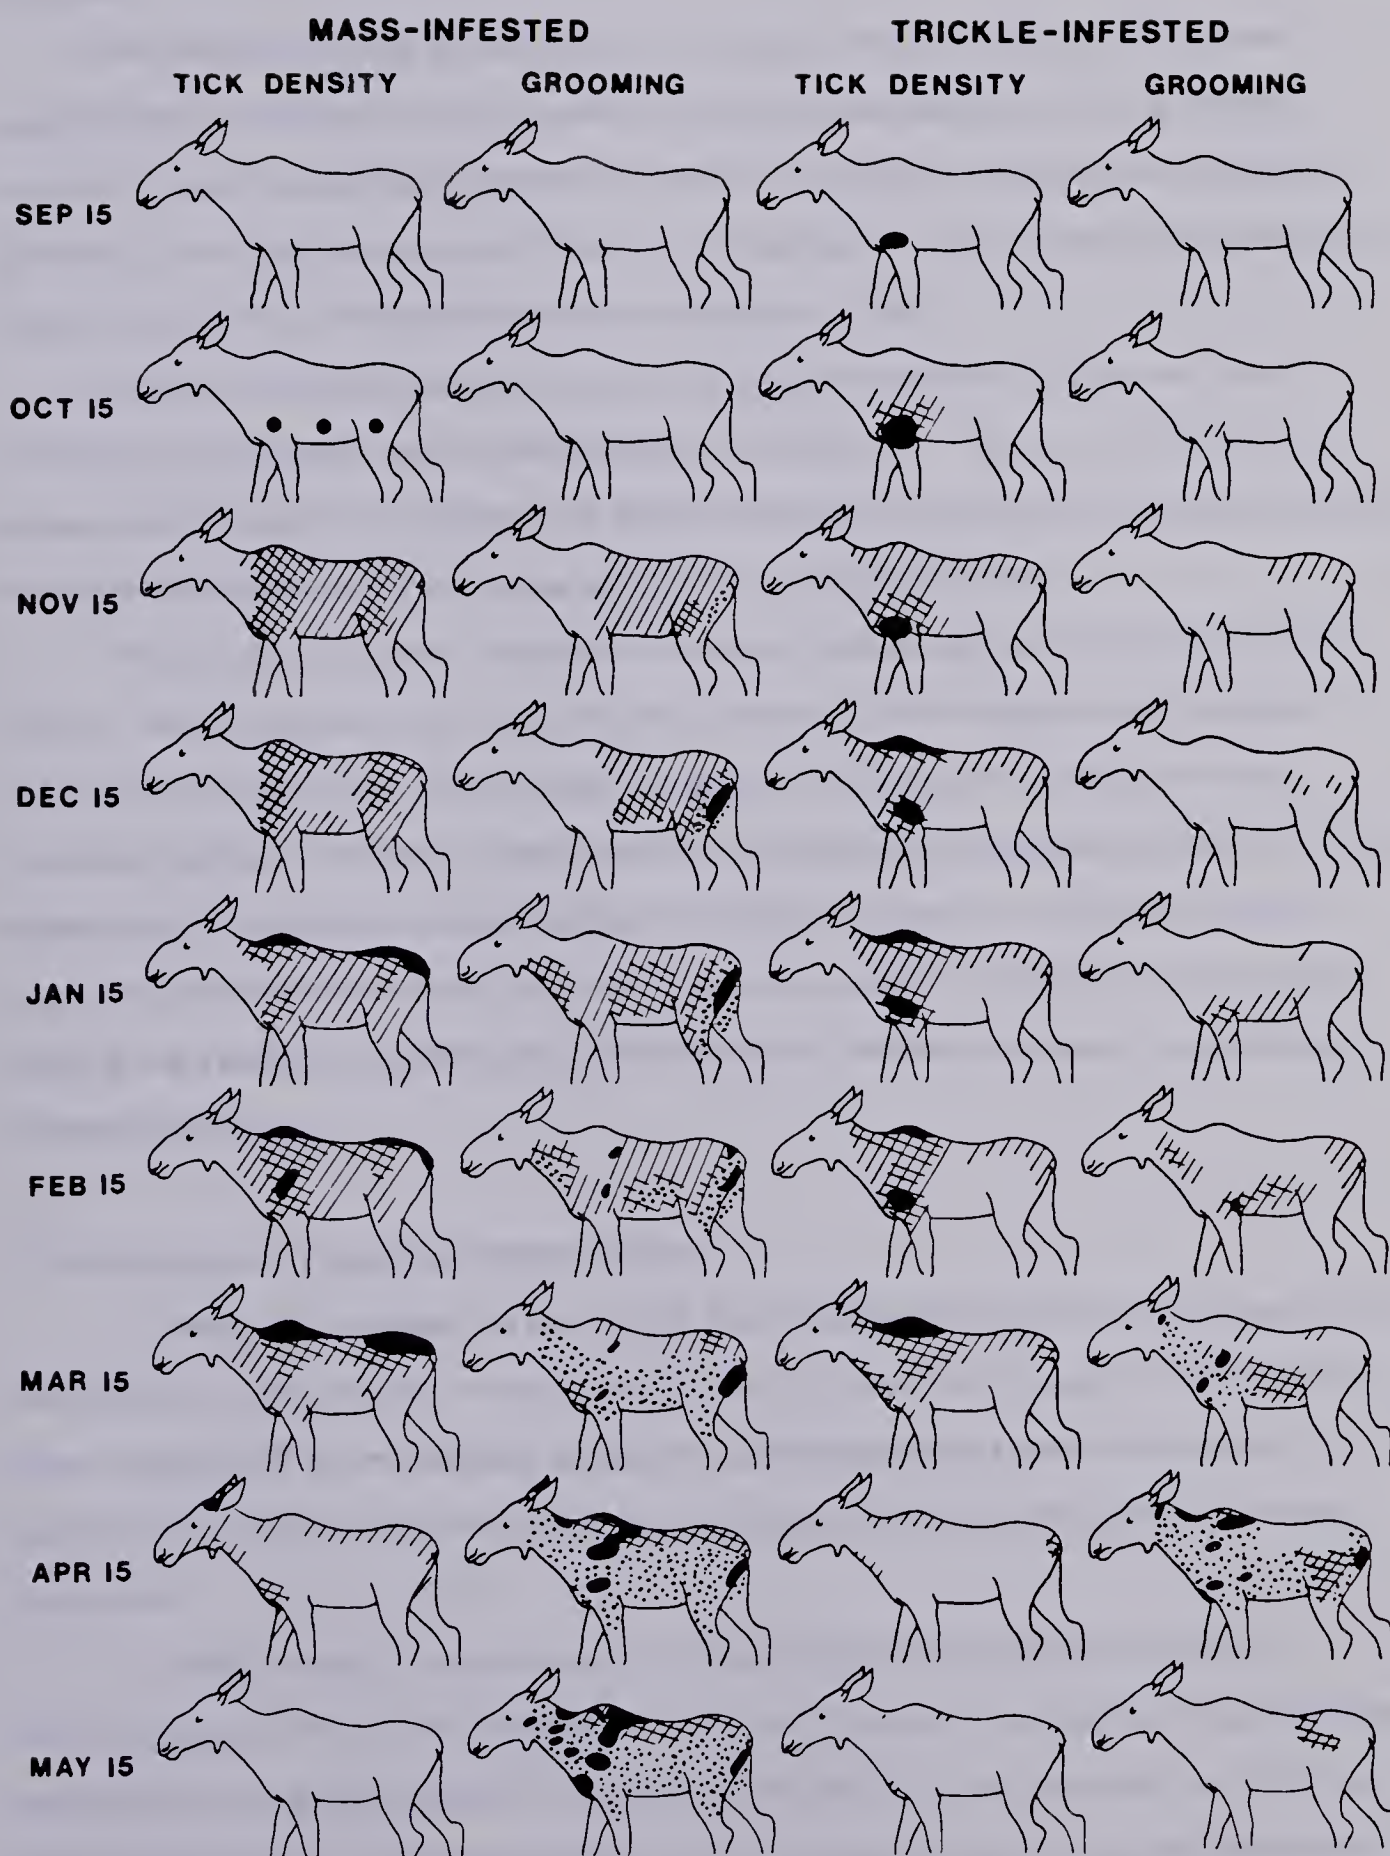 MASS-INFESTED TRICKLE-INFESTED
TICK DENSITY GROOMING TICK DENSITY GROOMING
SEP 15
OCT 15
NOV 15
DEC 15
JAN 15
FEB 15
MAR 15
APR 15
MAY 15